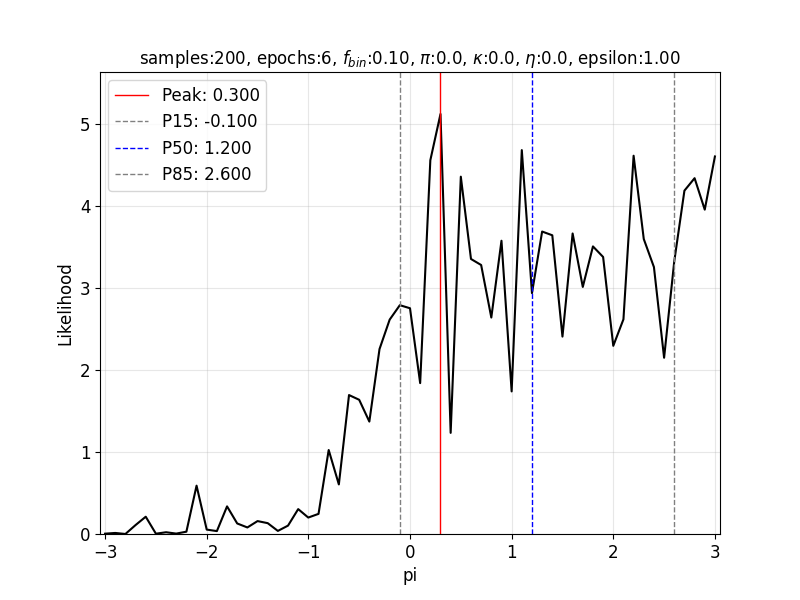 samples:200, epochs:6, f_bin:0.10, π:0.0, κ:0.0, η:0.0, epsilon:1.00
Peak: 0.300
P15: -0.100
P50: 1.200
P85: 2.600
5
4
3
2
1
0
Likelihood
−3 −2 −1 0 1 2 3
pi